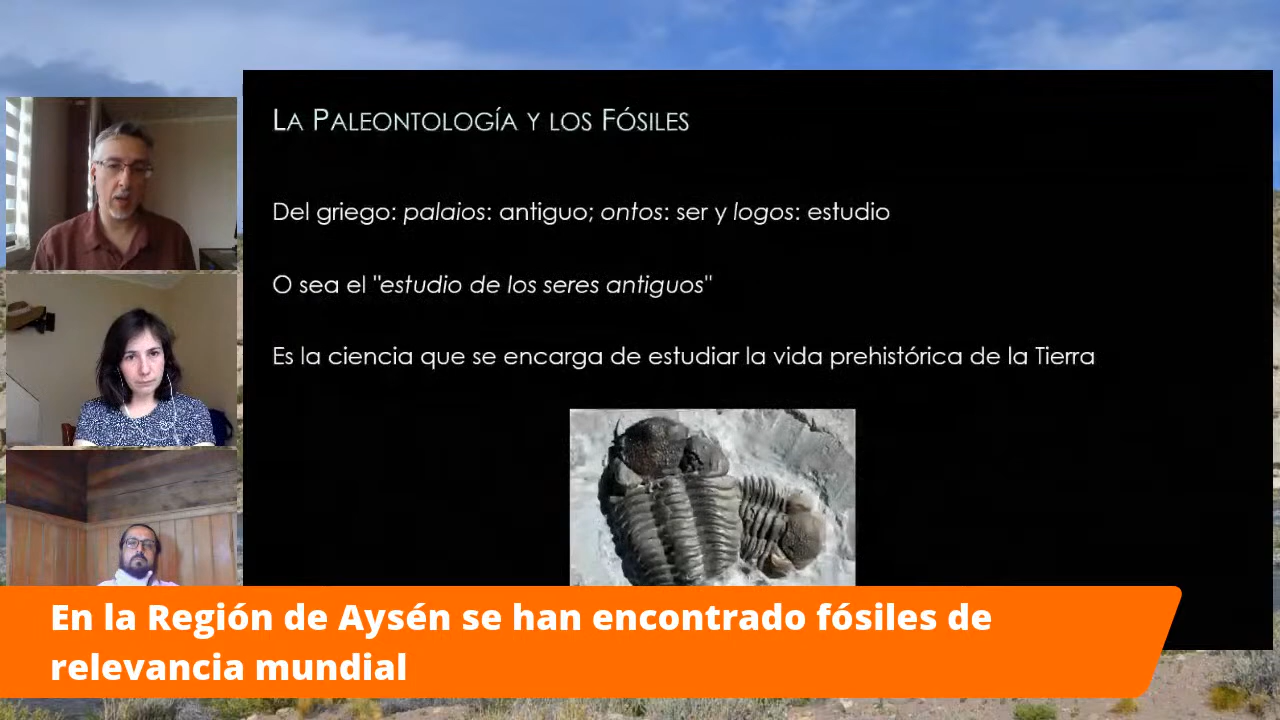 LA PALEONTOLOGÍA Y LOS FÓSILES
Del griego: palaios: antiguo; ontos: ser y logos: estudio
O sea el "estudio de los seres antiguos"
Es la ciencia que se encarga de estudiar la vida prehistórica de la Tierra
En la Región de Aysén se han encontrado fósiles de
relevancia mundial